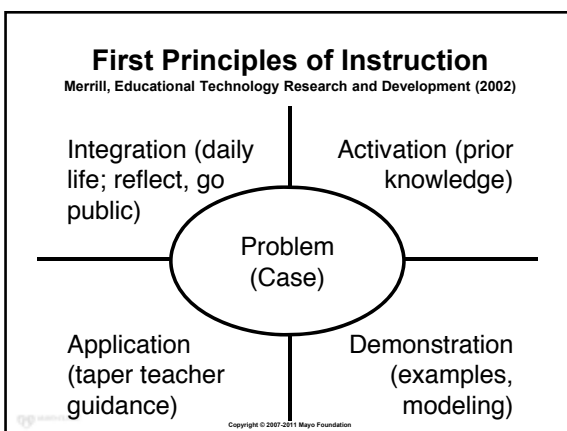 First Principles of Instruction
Merrill, Educational Technology Research and Development (2002)
Integration (daily
life; reflect, go
public)
Activation (prior
knowledge)
Problem
(Case)
Application
(taper teacher
guidance)
Demonstration
(examples,
modeling)
Copyright © 2007-2011 Mayo Foundation